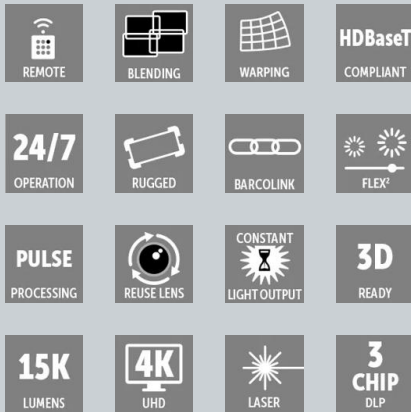 REMOTE
BLENDING
WARPING
HDBaseT
COMPLIANT
24/7
OPERATION
RUGGED
BARCOLINK
FLEX²
PULSE
PROCESSING
REUSE LENS
CONSTANT
LIGHT OUTPUT
3D
READY
15K
LUMENS
4K
UHD
LASER
3
CHIP
DLP